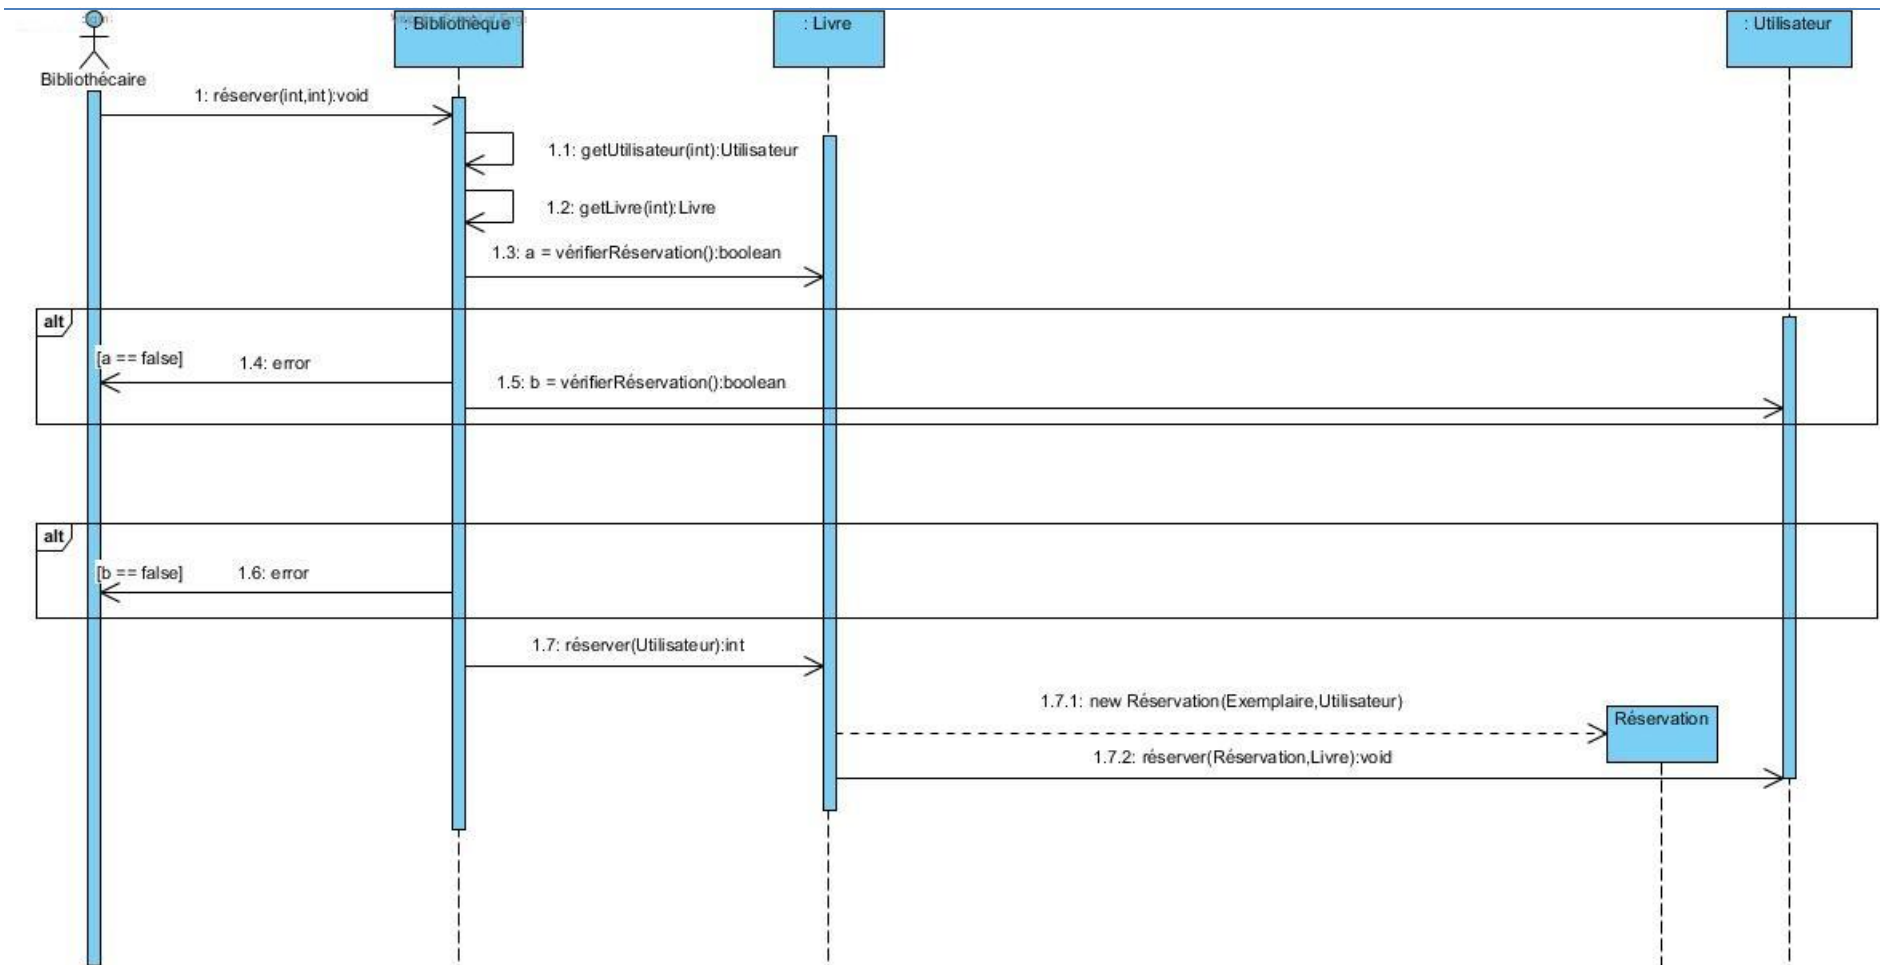 : Bibliothèque
: Livre
: Utilisateur
Bibliothécaire
1: réserver(int,int):void
1.1: getUtilisateur(int):Utilisateur
1.2: getLivre(int):Livre
1.3: a = vérifierRéservation():boolean
alt
[a == false]
1.4: error
1.5: b = vérifierRéservation():boolean
alt
[b == false]
1.6: error
1.7: réserver(Utilisateur):int
1.7.1: new Réservation(Exemplaire,Utilisateur)
Réservation
1.7.2: réserver(Réservation,Livre):void